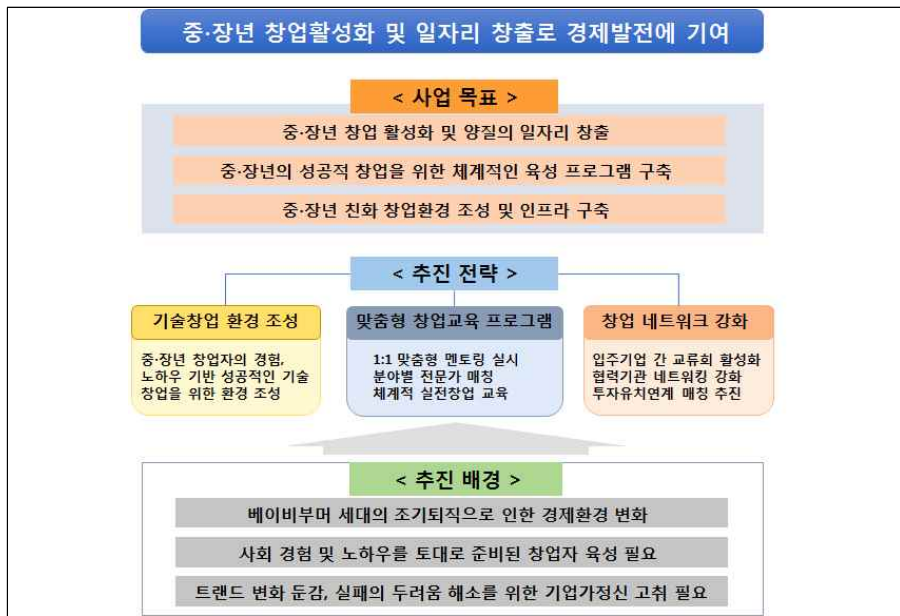 중·장년 창업활성화 및 일자리 창출로 경제발전에 기여
< 사업 목표 >
중·장년 창업 활성화 및 양질의 일자리 창출
중·장년의 성공적 창업을 위한 체계적인 육성 프로그램 구축
중·장년 친화 창업환경 조성 및 인프라 구축
< 추진 전략 >
기술창업 환경 조성
중·장년 창업자의 경험,
노하우 기반 성공적인 기술
창업을 위한 환경 조성
맞춤형 창업교육 프로그램
1:1 맞춤형 멘토링 실시
분야별 전문가 매칭
체계적 실전창업 교육
창업 네트워크 강화
입주기업 간 교류회 활성화
협력기관 네트워킹 강화
투자유치연계 매칭 추진
< 추진 배경 >
베이비부머 세대의 조기퇴직으로 인한 경제환경 변화
사회 경험 및 노하우를 토대로 준비된 창업자 육성 필요
트랜드 변화 둔감, 실패의 두려움 해소를 위한 기업가정신 고취 필요